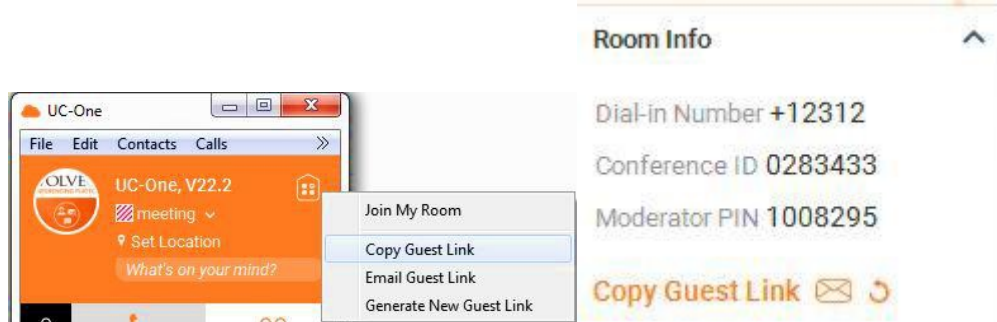 UC-One
File Edit Contacts Calls
OLVE
UC-One, V22.2
meeting
Set Location
What's on your mind?
Join My Room
Copy Guest Link
Email Guest Link
Generate New Guest Link
Room Info
Dial-in Number +12312
Conference ID 0283433
Moderator PIN 1008295
Copy Guest Link